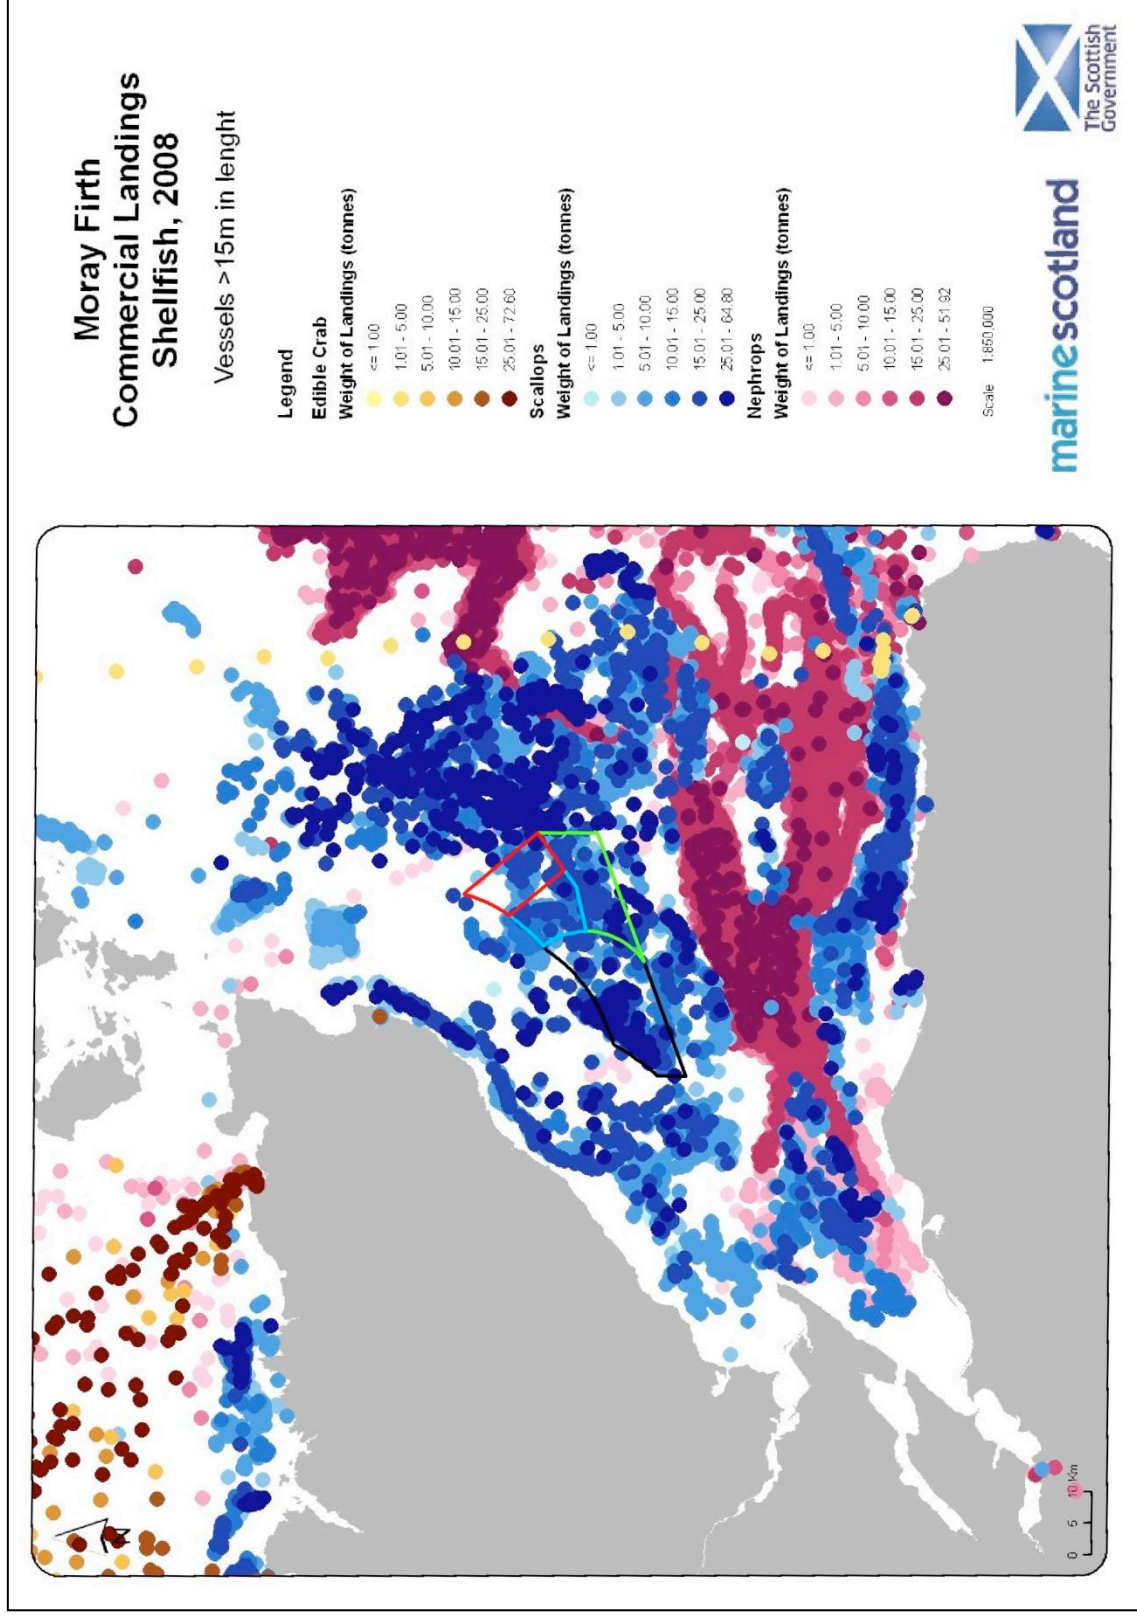 Moray Firth
Commercial Landings
Shellfish, 2008
Vessels >15m in lenght
Legend
Edible Crab
Weight of Landings (tonnes)
<= 1.00
1.01 - 5.00
5.01 - 10.00
10.01 - 15.00
15.01 - 25.00
25.01 - 72.60
Scallops
Weight of Landings (tonnes)
<= 1.00
1.01 - 5.00
5.01 - 10.00
10.01 - 15.00
15.01 - 25.00
25.01 - 64.80
Nephrops
Weight of Landings (tonnes)
<= 1.00
1.01 - 5.00
5.01 - 10.00
10.01 - 15.00
15.01 - 25.00
25.01 - 51.92
Scale 1:850,000
marinescotland
The Scottish
Government
N
0 5 10 Km